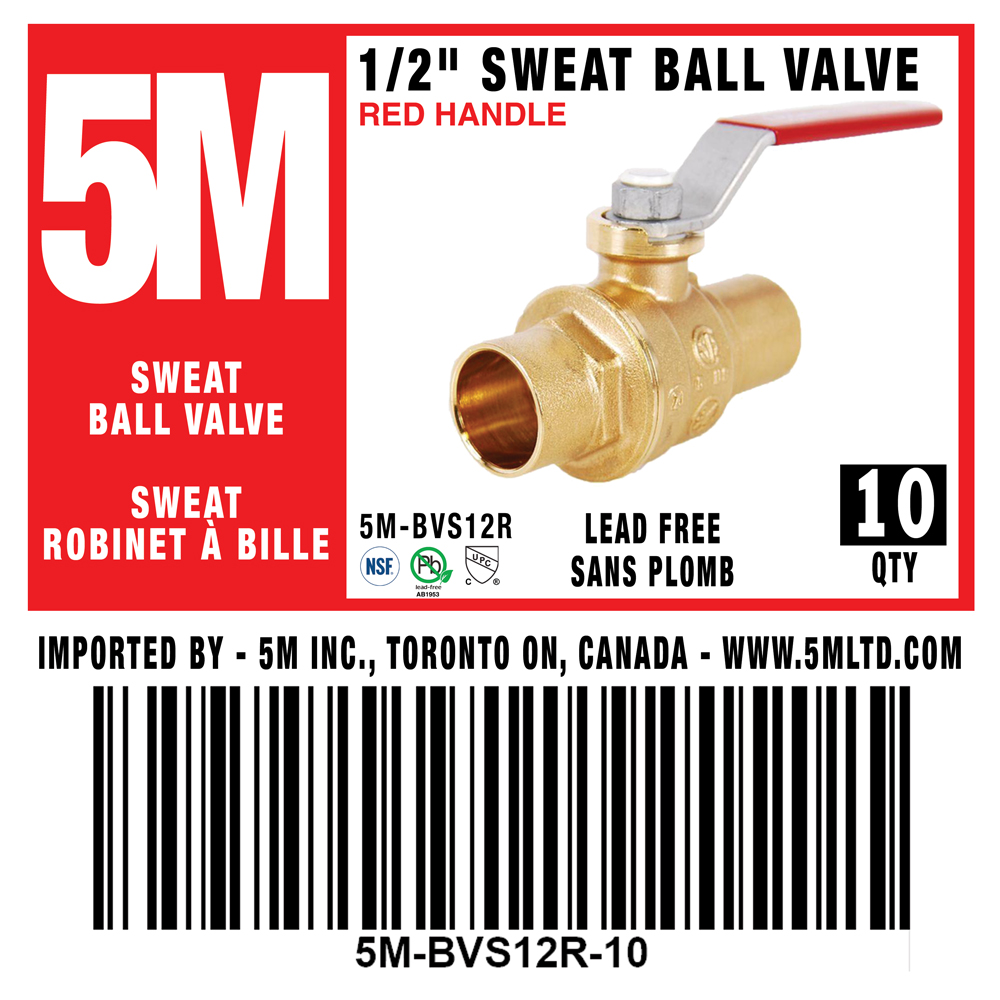 5M
SWEAT
BALL VALVE
SWEAT
ROBINET À BILLE
1/2" SWEAT BALL VALVE
RED HANDLE
5M-BVS12R
NSF.
Pb
lead-free
AB1953
UPC
C ®
LEAD FREE
SANS PLOMB
10
QTY
IMPORTED BY - 5M INC., TORONTO ON, CANADA - WWW.5MLTD.COM
5M-BVS12R-10